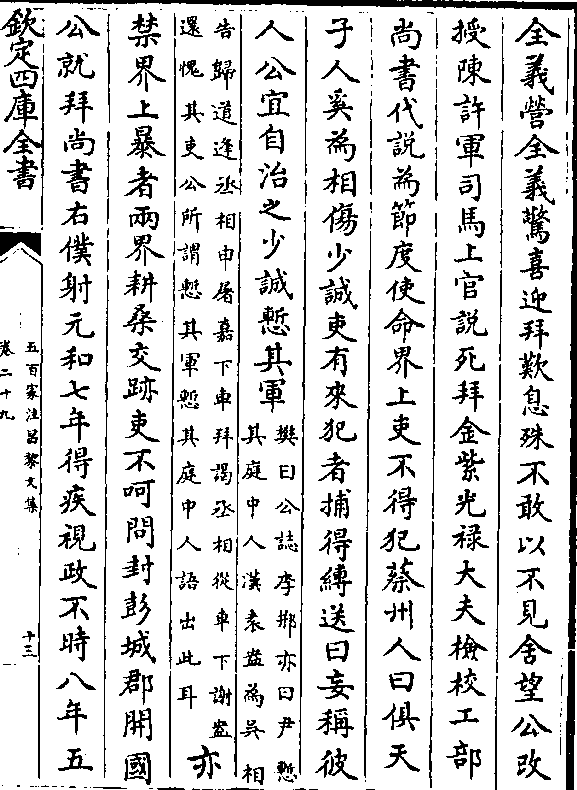 全義營全義驚喜迎拜歎息殊不敢以不見舍望公改
授陳許軍司馬上官説死拜金紫光禄大夫檢校工部
尚書代説為節度使命界上吏不得犯蔡州人曰俱天
子人奚為相傷少誠吏有來犯者捕得縛送曰妄稱彼
人公宜自治之少誠慙其軍
樊曰公誌李鄘亦曰尹慙
其庭中人漢袁盎為吳相
告歸道逢丞相申屠嘉下車拜謁丞相從車下謝盎
還愧其吏公所謂慙其軍慙其庭中人語出此耳
亦
禁界上暴者兩界耕桑交跡吏不呵問封彭城郡開國
公就拜尚書右僕射元和七年得疾視政不時八年五
欽定四庫全書
五百家注昌黎文集
卷二十九
十三